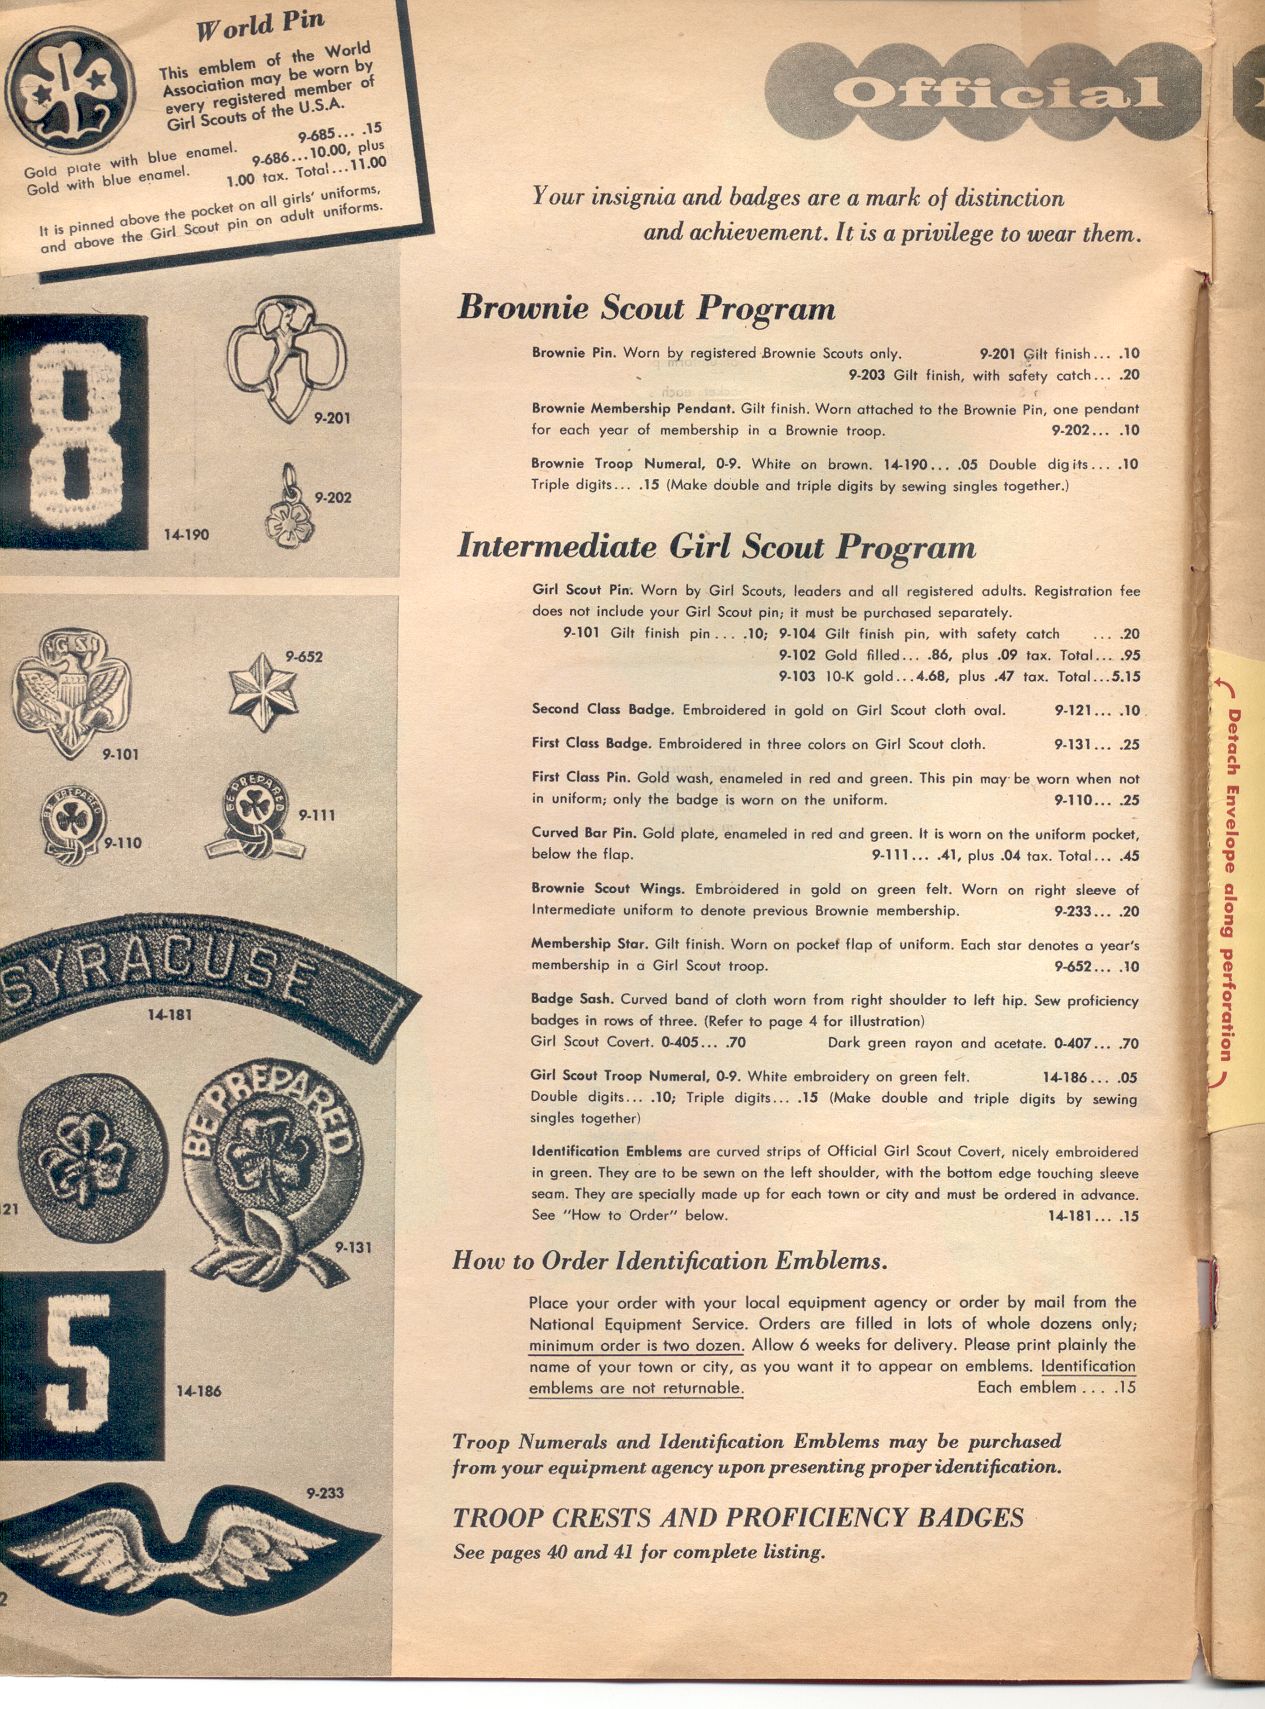 World Pin
This emblem of the World
Association may be worn by
every registered member of
Girl Scouts of the U.S.A.
Gold plate with blue enamel. 9-685... .15
Gold with blue enamel. 9-686...10.00, plus
1.00 tax. Total...11.00
It is pinned above the pocket on all girls' uniforms,
and above the Girl Scout pin on adult uniforms.
8
9-201
9-202
14-190
GS
9-652
9-101
BE PREPARED
9-110
BE PREPARED
9-111
SYRACUSE
14-181
121
BE PREPARED
9-131
5
14-186
9-233
2
Official
Your insignia and badges are a mark of distinction
and achievement. It is a privilege to wear them.
Brownie Scout Program
Brownie Pin. Worn by registered Brownie Scouts only. 9-201 Gilt finish... .10
9-203 Gilt finish, with safety catch... .20
Brownie Membership Pendant. Gilt finish. Worn attached to the Brownie Pin, one pendant
for each year of membership in a Brownie troop. 9-202... .10
Brownie Troop Numeral, 0-9. White on brown. 14-190... .05 Double digits... .10
Triple digits... .15 (Make double and triple digits by sewing singles together.)
Intermediate Girl Scout Program
Girl Scout Pin. Worn by Girl Scouts, leaders and all registered adults. Registration fee
does not include your Girl Scout pin; it must be purchased separately.
9-101 Gilt finish pin.... .10; 9-104 Gilt finish pin, with safety catch ... .20
9-102 Gold filled... .86, plus .09 tax. Total... .95
9-103 10-K gold...4.68, plus .47 tax. Total...5.15
Second Class Badge. Embroidered in gold on Girl Scout cloth oval. 9-121... .10
First Class Badge. Embroidered in three colors on Girl Scout cloth. 9-131... .25
First Class Pin. Gold wash, enameled in red and green. This pin may be worn when not
in uniform; only the badge is worn on the uniform. 9-110... .25
Curved Bar Pin. Gold plate, enameled in red and green. It is worn on the uniform pocket,
below the flap. 9-111... .41, plus .04 tax. Total... .45
Brownie Scout Wings. Embroidered in gold on green felt. Worn on right sleeve of
Intermediate uniform to denote previous Brownie membership. 9-233... .20
Membership Star. Gilt finish. Worn on pocket flap of uniform. Each star denotes a year's
membership in a Girl Scout troop. 9-652... .10
Badge Sash. Curved band of cloth worn from right shoulder to left hip. Sew proficiency
badges in rows of three. (Refer to page 4 for illustration)
Girl Scout Covert. 0-405... .70 Dark green rayon and acetate. 0-407... .70
Girl Scout Troop Numeral, 0-9. White embroidery on green felt. 14-186... .05
Double digits... .10; Triple digits... .15 (Make double and triple digits by sewing
singles together)
Identification Emblems are curved strips of Official Girl Scout Covert, nicely embroidered
in green. They are to be sewn on the left shoulder, with the bottom edge touching sleeve
seam. They are specially made up for each town or city and must be ordered in advance.
See "How to Order" below. 14-181... .15
How to Order Identification Emblems.
Place your order with your local equipment agency or order by mail from the
National Equipment Service. Orders are filled in lots of whole dozens only;
minimum order is two dozen. Allow 6 weeks for delivery. Please print plainly the
name of your town or city, as you want it to appear on emblems. Identification
emblems are not returnable. Each emblem.... .15
Troop Numerals and Identification Emblems may be purchased
from your equipment agency upon presenting proper identification.
TROOP CRESTS AND PROFICIENCY BADGES
See pages 40 and 41 for complete listing.
Detach Envelope along perforation